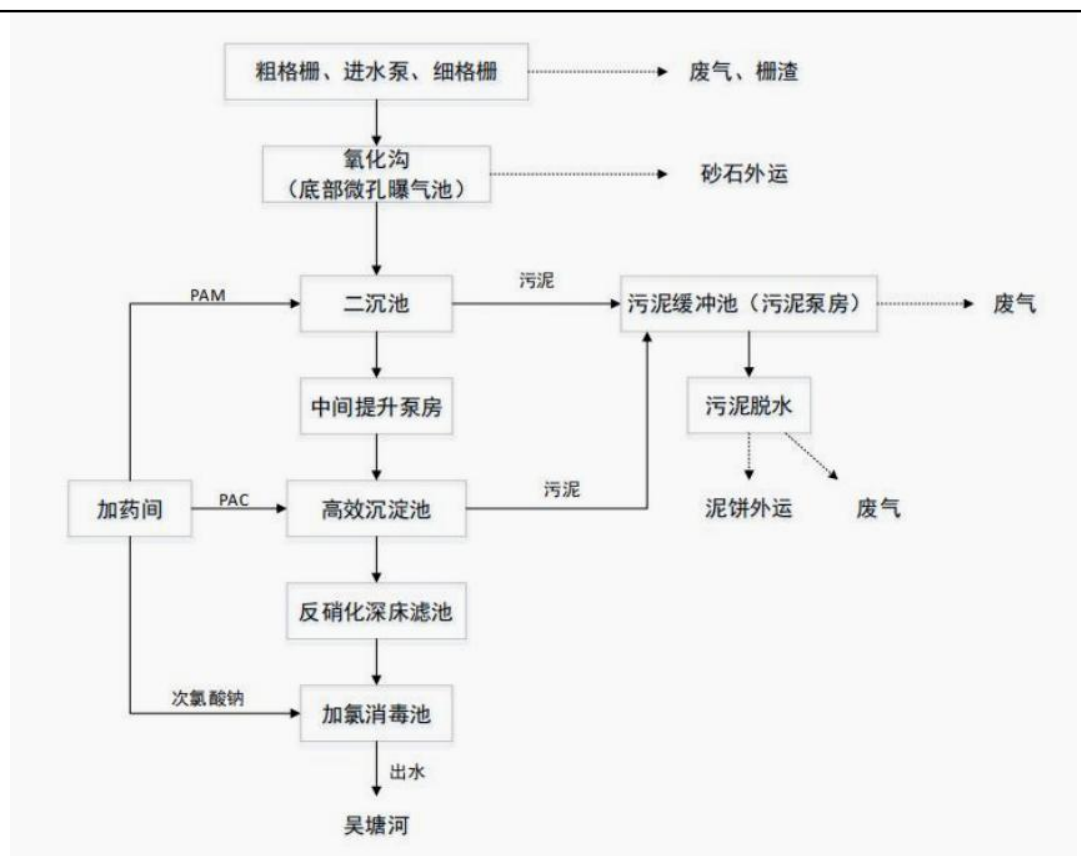 粗格栅、进水泵、细格栅
废气、栅渣
氧化沟
（底部微孔曝气池）
砂石外运
PAM
二沉池
污泥
污泥缓冲池（污泥泵房）
废气
中间提升泵房
污泥脱水
加药间
PAC
高效沉淀池
污泥
泥饼外运
废气
反硝化深床滤池
次氯酸钠
加氯消毒池
出水
吴塘河